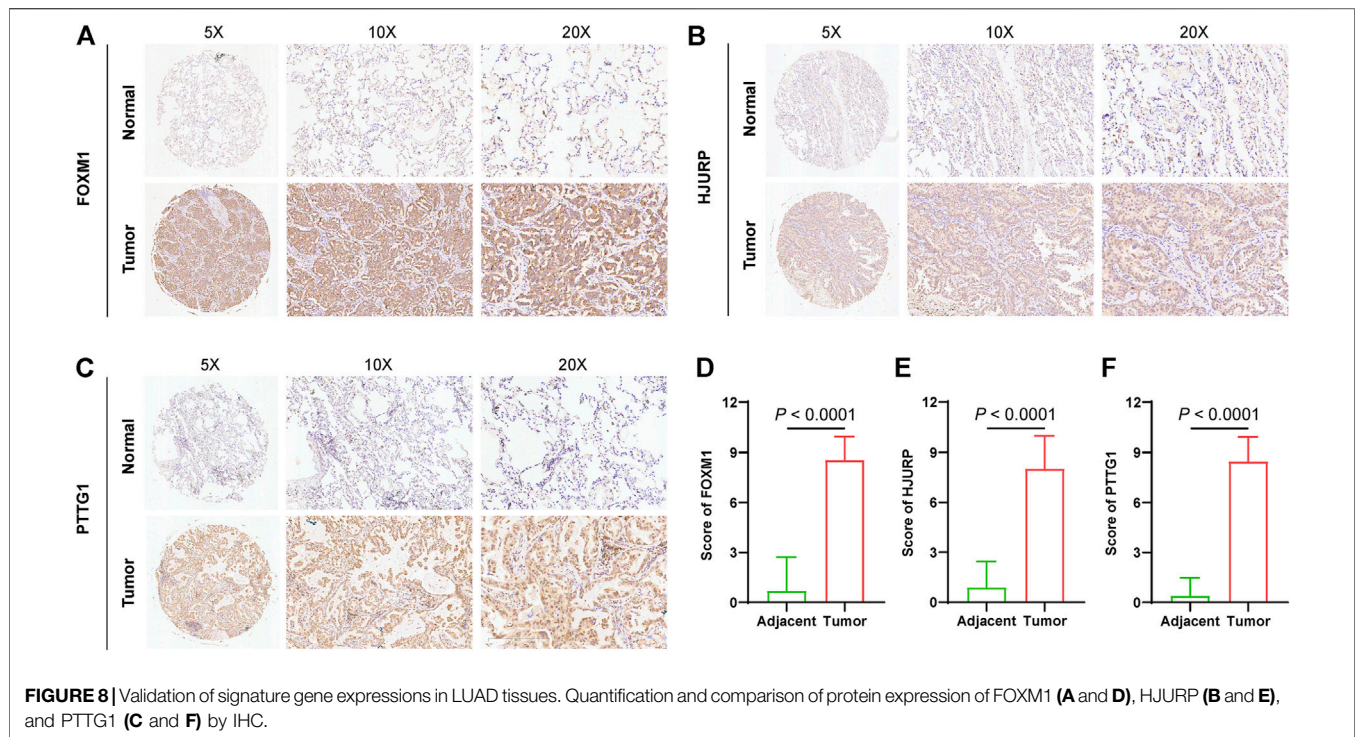 A
5X 10X 20X
FOXM1
Normal
Tumor
B
5X 10X 20X
HJURP
Normal
Tumor
C
5X 10X 20X
PTTG1
Normal
Tumor
D
12
9
6
3
0
Score of FOXM1
P < 0.0001
Adjacent Tumor
E
12
9
6
3
0
Score of HJURP
P < 0.0001
Adjacent Tumor
F
12
9
6
3
0
Score of PTTG1
P < 0.0001
Adjacent Tumor
FIGURE 8 | Validation of signature gene expressions in LUAD tissues. Quantification and comparison of protein expression of FOXM1 (A and D), HJURP (B and E),
and PTTG1 (C and F) by IHC.